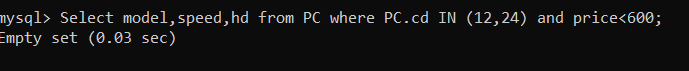 mysql> Select model,speed,hd from PC where PC.cd IN (12,24) and price<600;
Empty set (0.03 sec)